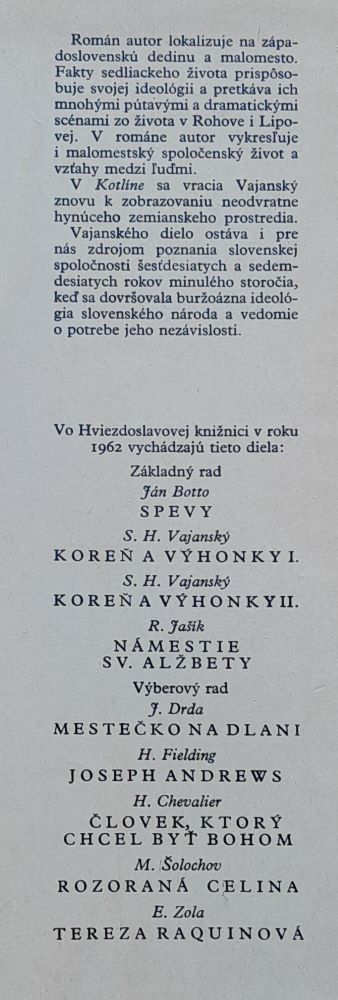 Román autor lokalizuje na zápa-
doslovenskú dedinu a malomesto.
Fakty sedliackeho života prispôso-
buje svojej ideológii a pretkáva ich
mnohými pútavými a dramatickými
scénami zo života v Rohove i Lipo-
vej. V románe autor vykresľuje
i malomestský spoločenský život a
vzťahy medzi ľuďmi.
V Kotline sa vracia Vajanský
znovu k zobrazovaniu neodvratne
hynúceho zemianskeho prostredia.
Vajanského dielo ostáva i pre
nás zdrojom poznania slovenskej
spoločnosti šesťdesiatych a sedem-
desiatych rokov minulého storočia,
keď sa dovršovala buržoázna ideoló-
gia slovenského národa a vedomie
o potrebe jeho nezávislosti.
Vo Hviezdoslavovej knižnici v roku
1962 vychádzajú tieto diela:
Základný rad
Ján Botto
SPEVY
S. H. Vajanský
KOREŇ A VÝHONKY I.
S. H. Vajanský
KOREŇ A VÝHONKY II.
R. Jašík
NÁMESTIE
SV. ALŽBETY
Výberový rad
J. Drda
MESTEČKO NA DLANI
H. Fielding
JOSEPH ANDREWS
H. Chevalier
ČLOVEK, KTORÝ
CHCEL BYŤ BOHOM
M. Šolochov
ROZORANÁ CELINA
E. Zola
TEREZA RAQUINOVÁ